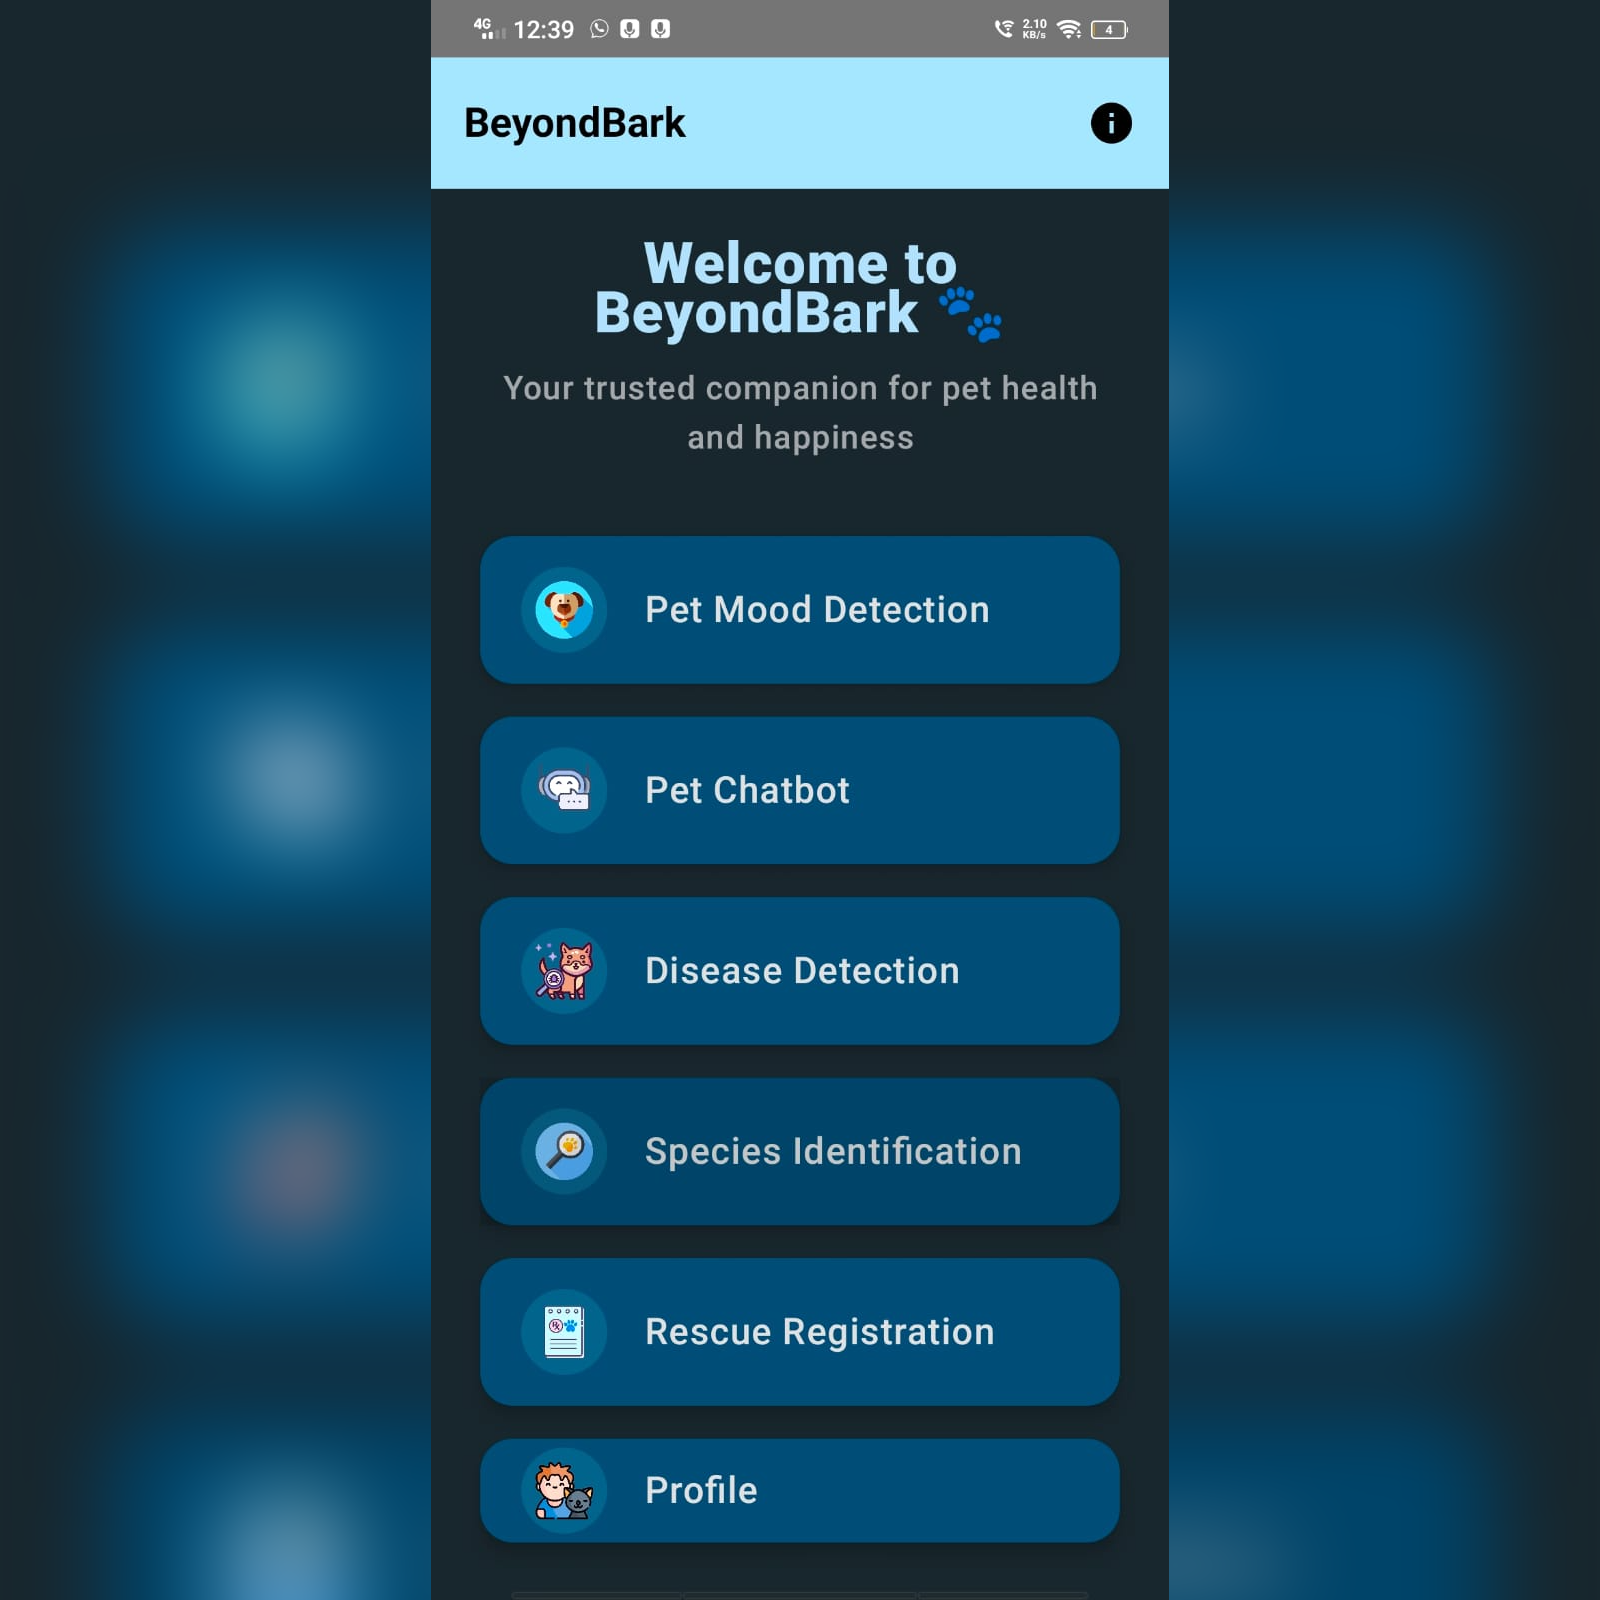 4G 12:39 2.10 KB/s 4
BeyondBark
Welcome to
BeyondBark 🐾
Your trusted companion for pet health
and happiness
Pet Mood Detection
Pet Chatbot
Disease Detection
Species Identification
Rescue Registration
Profile